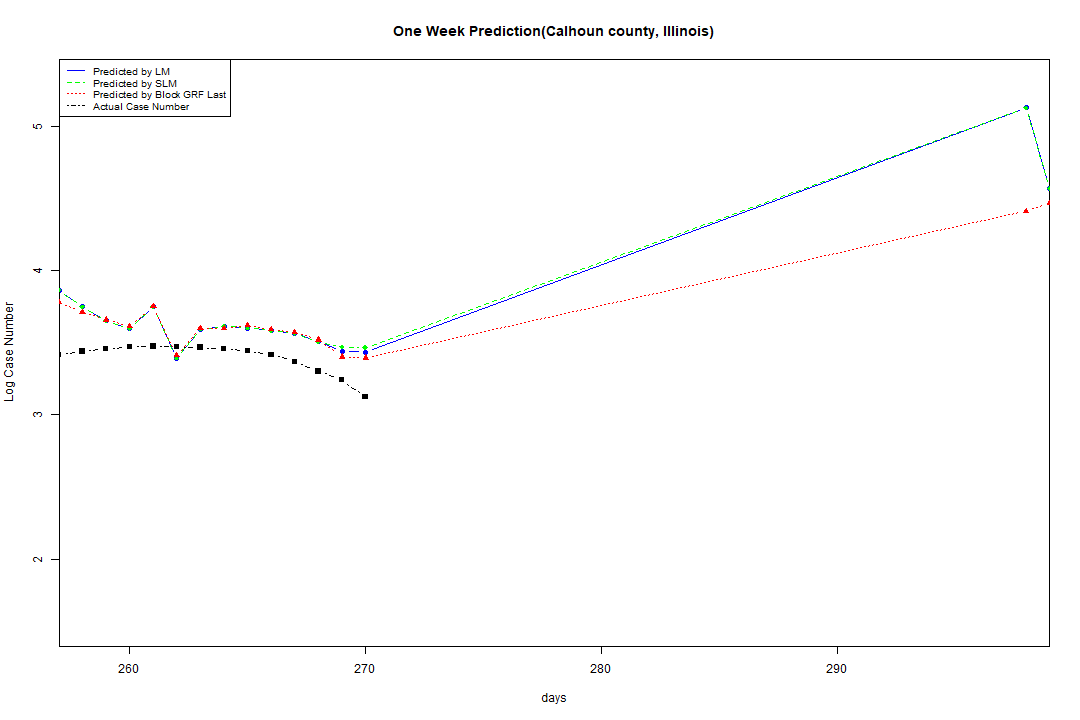 One Week Prediction(Calhoun county, Illinois)
Predicted by LM
Predicted by SLM
Predicted by Block GRF Last
Actual Case Number
5
4
3
2
Log Case Number
260 270 280 290
days